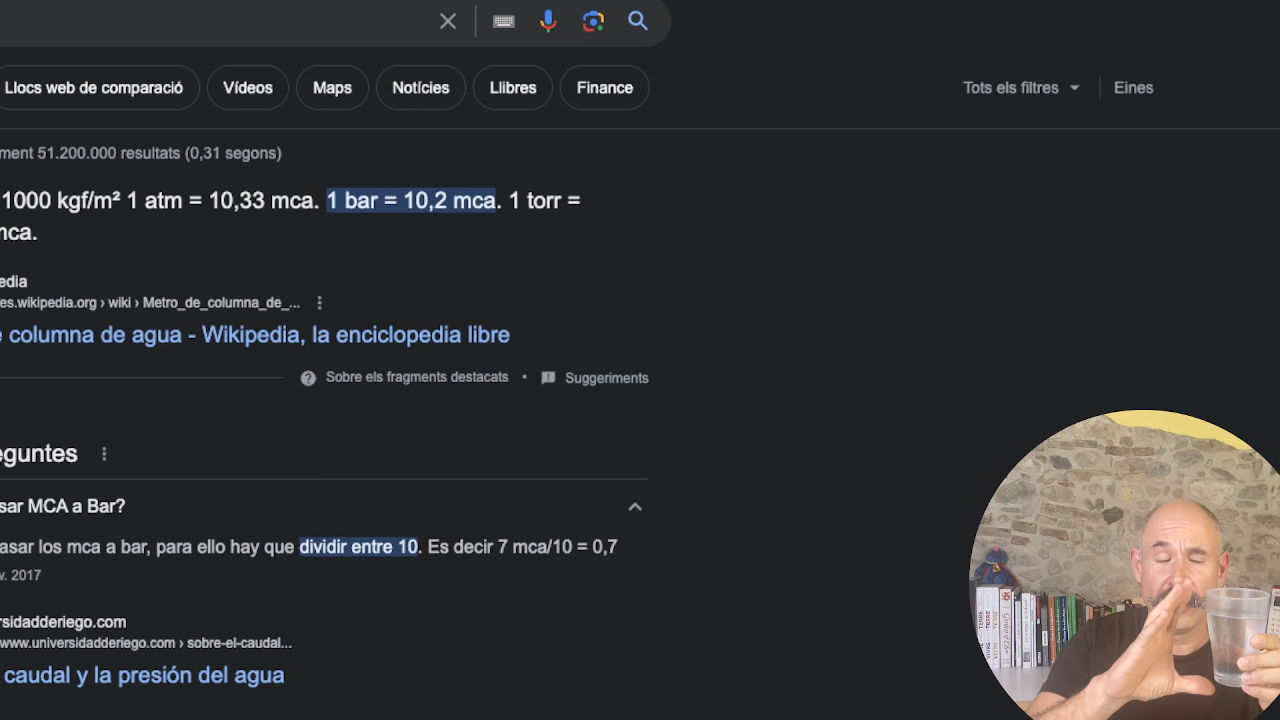 Llocs web de comparació
Vídeos
Maps
Notícies
Llibres
Finance
Tots els filtres
Eines
ment 51.200.000 resultats (0,31 segons)
1000 kgf/m² 1 atm = 10,33 mca. 1 bar = 10,2 mca. 1 torr =
mca.
edia
es.wikipedia.org › wiki › Metro_de_columna_de_...
e columna de agua - Wikipedia, la enciclopedia libre
Sobre els fragments destacats • Suggeriments
eguntes
sar MCA a Bar?
asar los mca a bar, para ello hay que dividir entre 10. Es decir 7 mca/10 = 0,7
v. 2017
rsidadderiego.com
www.universidadderiego.com › sobre-el-caudal...
caudal y la presión del agua